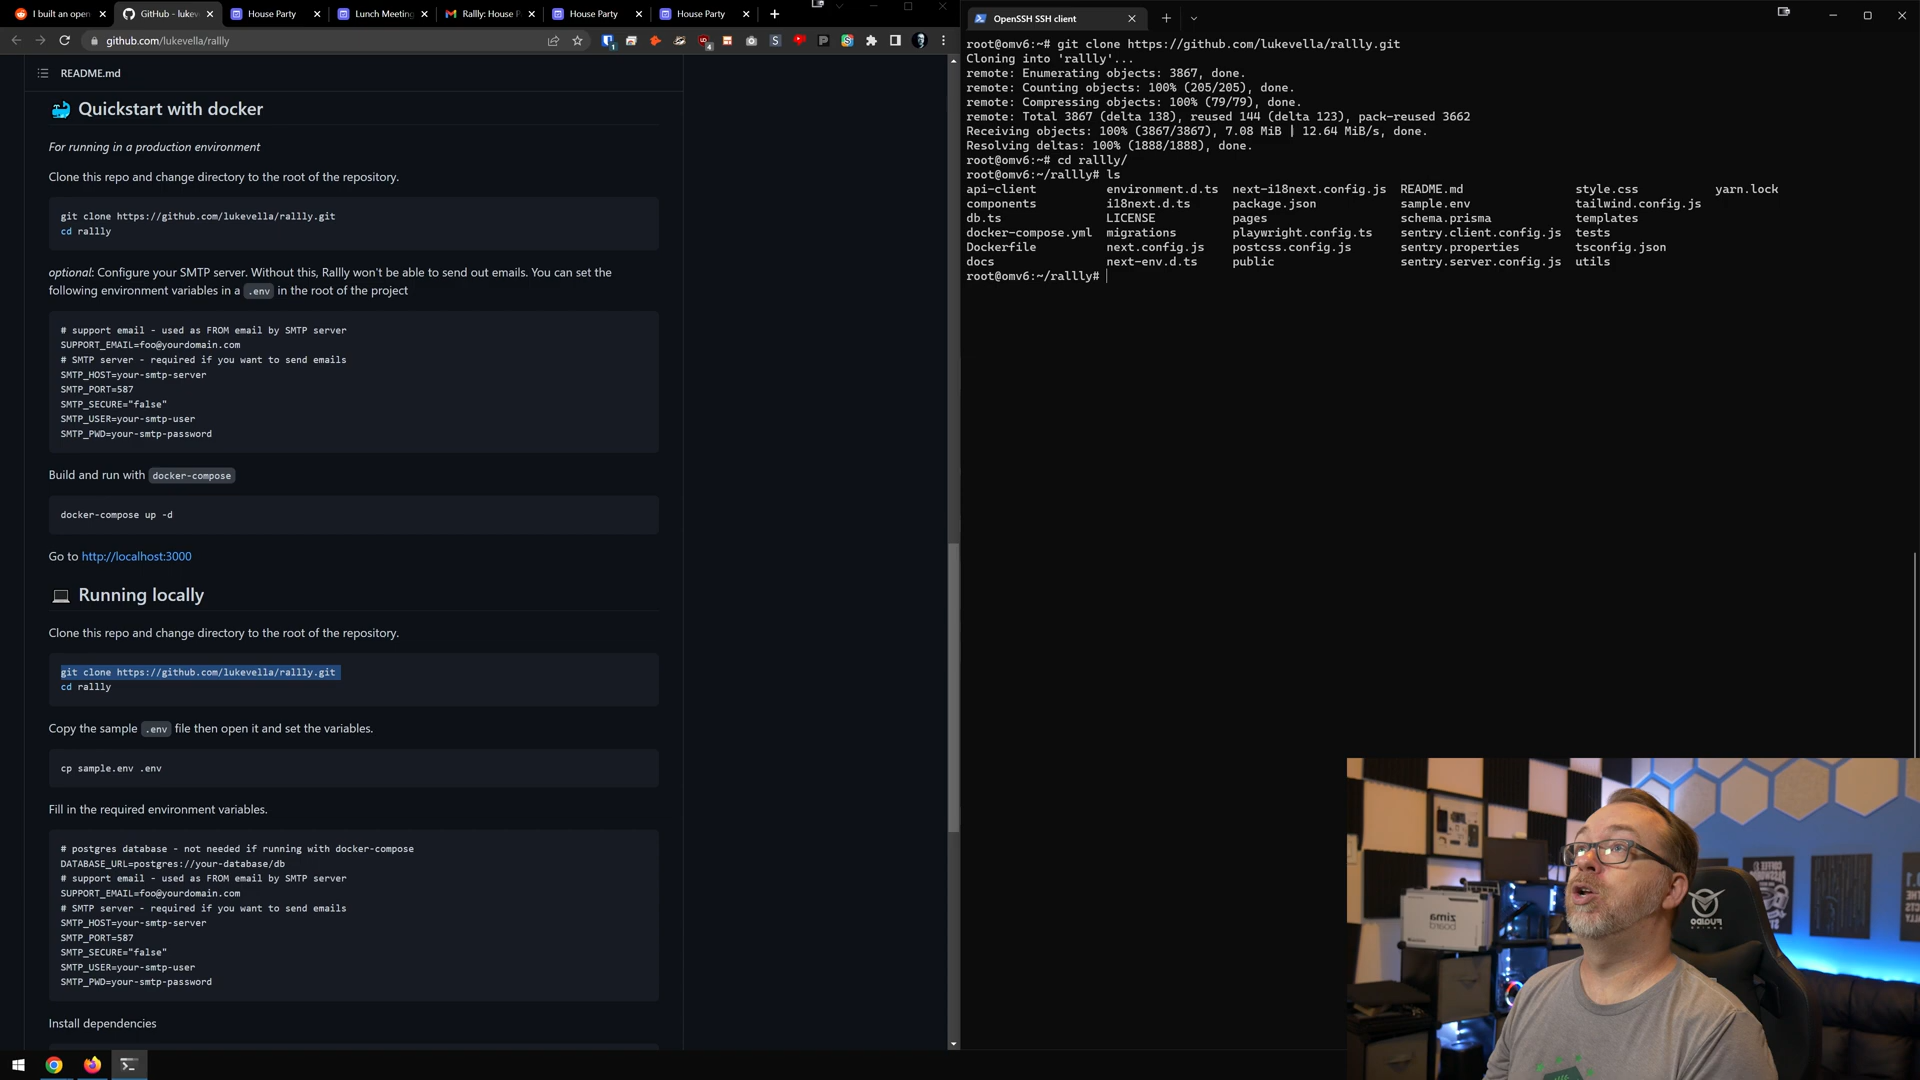 I built an open
GitHub - lukev
House Party
Lunch Meeting
Rallly: House P
House Party
House Party
github.com/lukevella/rallly
README.md
Quickstart with docker
For running in a production environment
Clone this repo and change directory to the root of the repository.
git clone https://github.com/lukevella/rallly.git
cd rallly
optional: Configure your SMTP server. Without this, Rallly won't be able to send out emails. You can set the
following environment variables in a .env in the root of the project
# support email - used as FROM email by SMTP server
SUPPORT_EMAIL=foo@yourdomain.com
# SMTP server - required if you want to send emails
SMTP_HOST=your-smtp-server
SMTP_PORT=587
SMTP_SECURE="false"
SMTP_USER=your-smtp-user
SMTP_PWD=your-smtp-password
Build and run with docker-compose
docker-compose up -d
Go to http://localhost:3000
Running locally
Clone this repo and change directory to the root of the repository.
git clone https://github.com/lukevella/rallly.git
cd rallly
Copy the sample .env file then open it and set the variables.
cp sample.env .env
Fill in the required environment variables.
# postgres database - not needed if running with docker-compose
DATABASE_URL=postgres://your-database/db
# support email - used as FROM email by SMTP server
SUPPORT_EMAIL=foo@yourdomain.com
# SMTP server - required if you want to send emails
SMTP_HOST=your-smtp-server
SMTP_PORT=587
SMTP_SECURE="false"
SMTP_USER=your-smtp-user
SMTP_PWD=your-smtp-password
Install dependencies
OpenSSH SSH client
root@omv6:~# git clone https://github.com/lukevella/rallly.git
Cloning into 'rallly'...
remote: Enumerating objects: 3867, done.
remote: Counting objects: 100% (205/205), done.
remote: Compressing objects: 100% (79/79), done.
remote: Total 3867 (delta 138), reused 144 (delta 123), pack-reused 3662
Receiving objects: 100% (3867/3867), 7.08 MiB | 12.64 MiB/s, done.
Resolving deltas: 100% (1888/1888), done.
root@omv6:~# cd rallly/
root@omv6:~/rallly# ls
api-client environment.d.ts next-i18next.config.js README.md style.css yarn.lock
components i18next.d.ts package.json sample.env tailwind.config.js
db.ts LICENSE pages schema.prisma templates
docker-compose.yml migrations playwright.config.ts sentry.client.config.js tests
Dockerfile next.config.js postcss.config.js sentry.properties tsconfig.json
docs next-env.d.ts public sentry.server.config.js utils
root@omv6:~/rallly#
zima
board